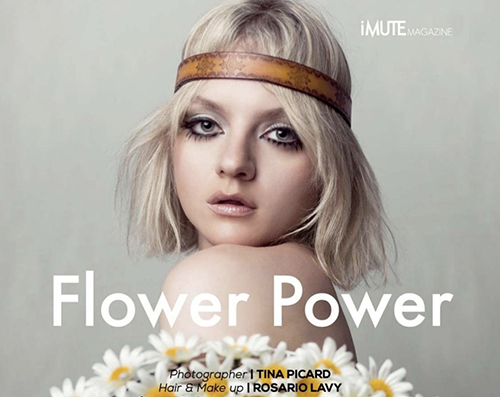 iMUTE MAGAZINE
Flower Power
Photographer | TINA PICARD
Hair & Make up | ROSARIO LAVY